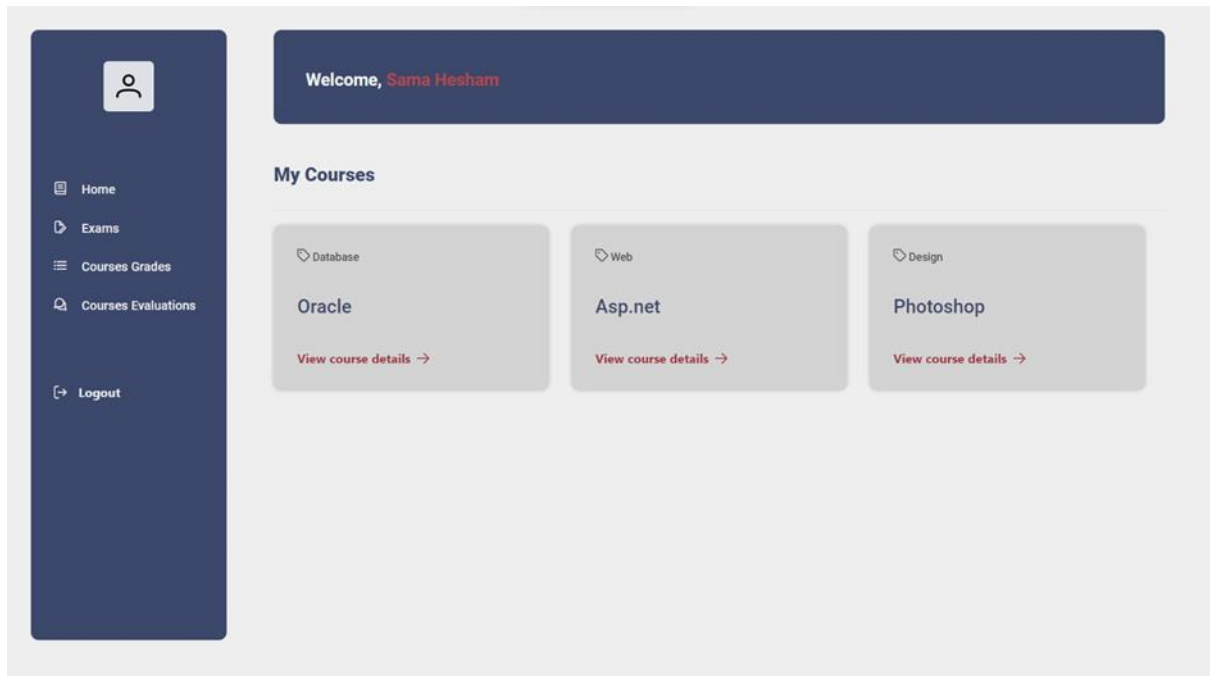 Home
Exams
Courses Grades
Courses Evaluations
Logout
Welcome, Sama Hesham
My Courses
Database
Oracle
View course details →
Web
Asp.net
View course details →
Design
Photoshop
View course details →